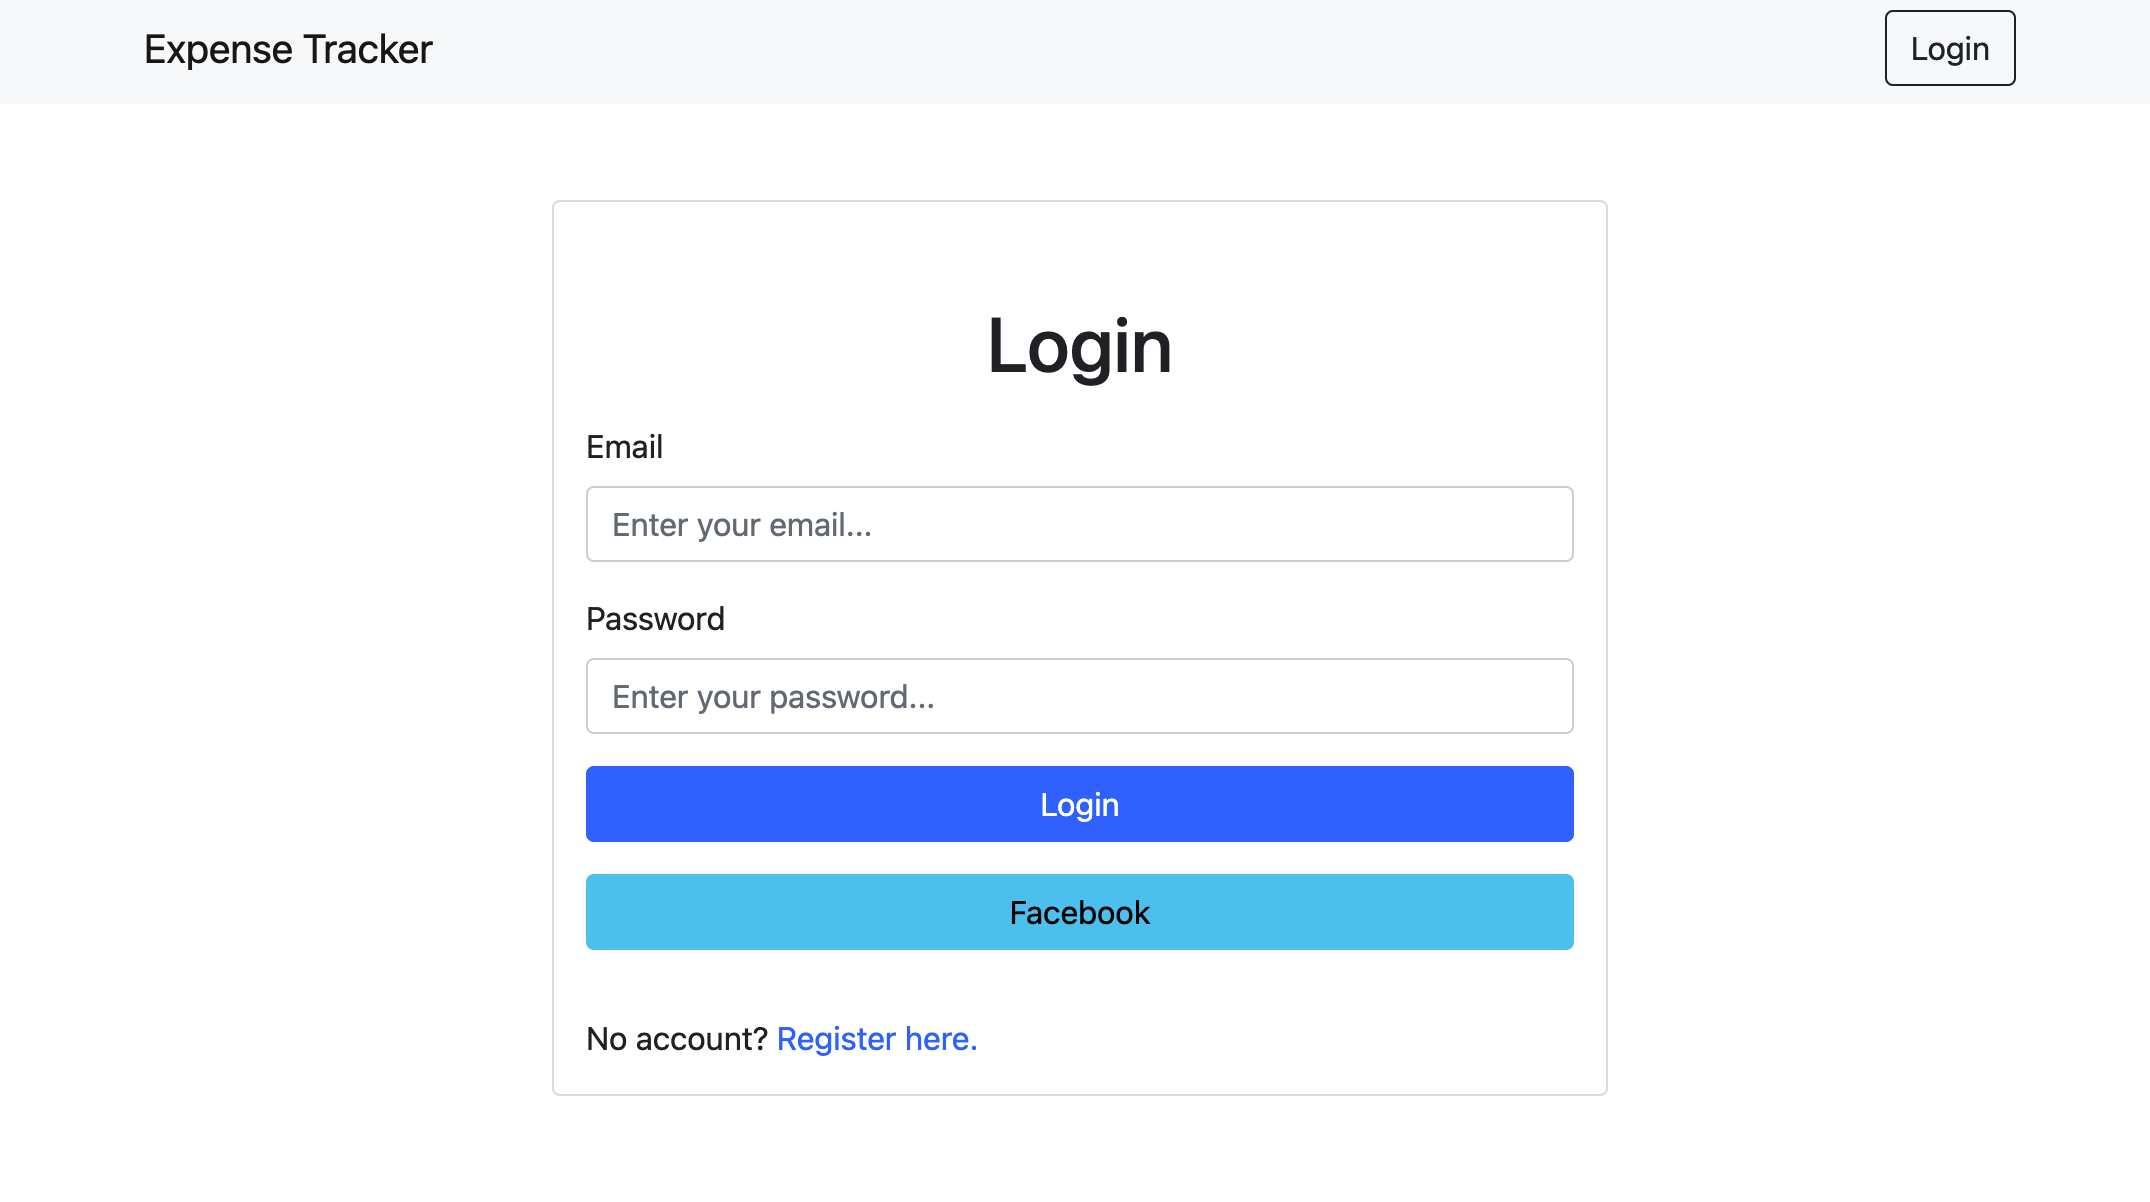 Expense Tracker
Login
Login
Email
Enter your email...
Password
Enter your password...
Login
Facebook
No account? Register here.